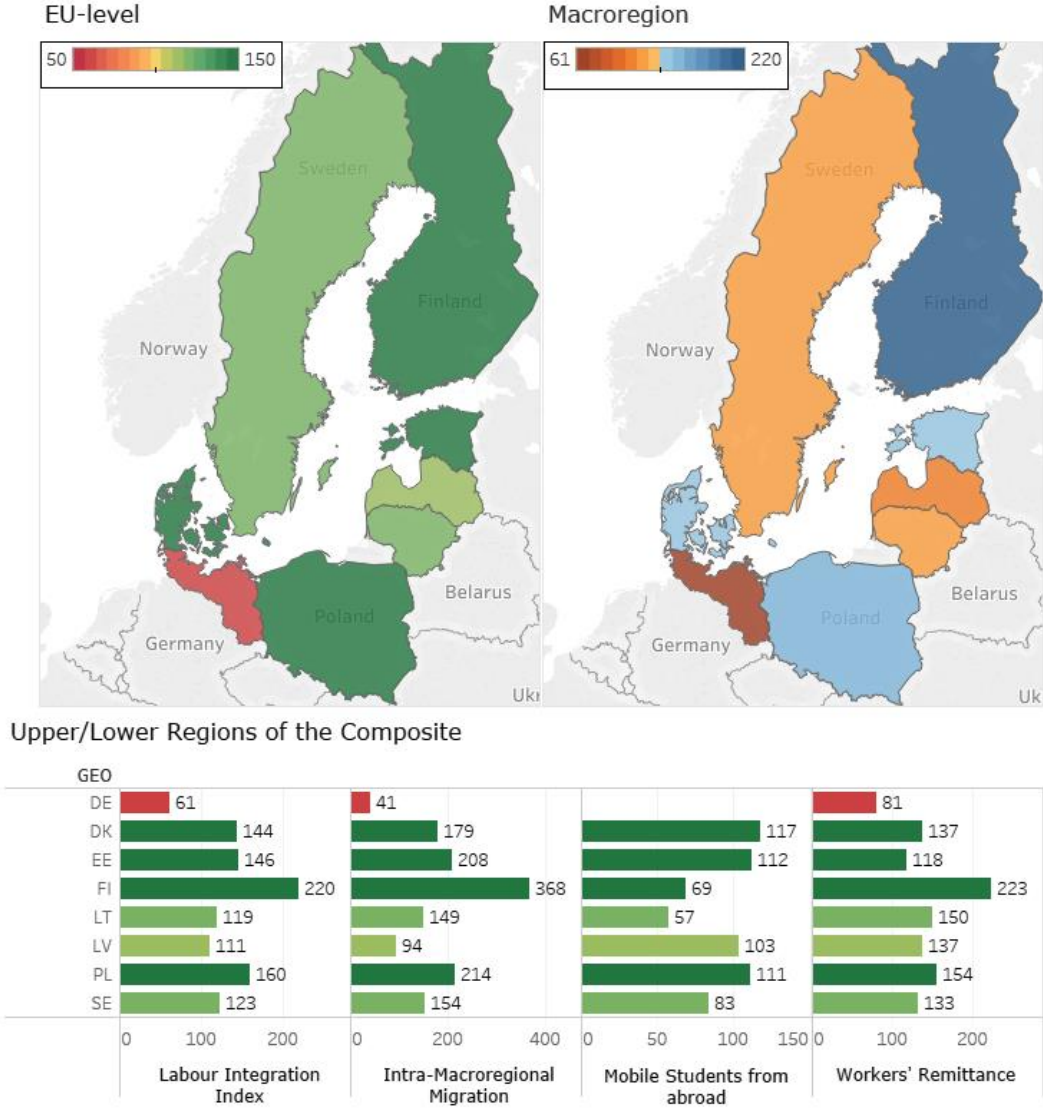 EU-level
Macroregion
50
150
61
220
Sweden
Finland
Norway
Belarus
Poland
Germany
Ukr
Sweden
Finland
Norway
Belarus
Poland
Germany
Uk
Upper/Lower Regions of the Composite
GEO
DE 61 41 81
DK 144 179 117 137
EE 146 208 112 118
FI 220 368 69 223
LT 119 149 57 150
LV 111 94 103 137
PL 160 214 111 154
SE 123 154 83 133
0 100 200 0 200 400 0 50 100 150 0 200
Labour Integration Index
Intra-Macroregional Migration
Mobile Students from abroad
Workers' Remittance